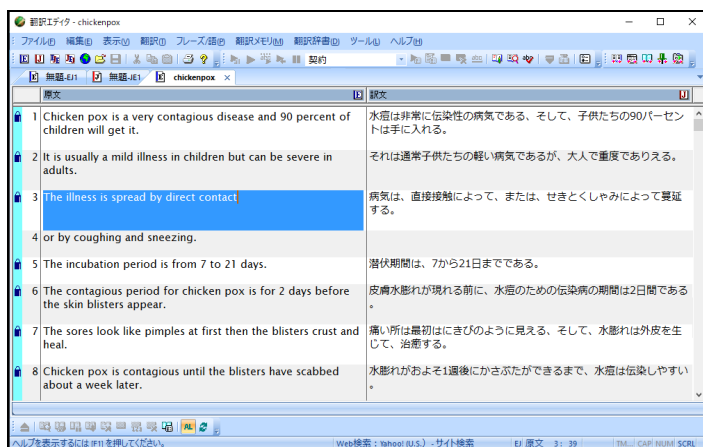 翻訳エディタ - chickenpox
ファイル(F) 編集(E) 表示(V) 翻訳(T) フレーズ/語(P) 翻訳メモリ(M) 翻訳辞書(D) ツール(L) ヘルプ(H)
契約
無題-EJ1 無題-JE1 chickenpox ×
原文 E 訳文 J
1 Chicken pox is a very contagious disease and 90 percent of
children will get it.
水痘は非常に伝染性の病気である、そして、子供たちの90パーセン
トは手に入れる。
2 It is usually a mild illness in children but can be severe in
adults.
それは通常子供たちの軽い病気であるが、大人で重度でありえる。
3 The illness is spread by direct contact
病気は、直接接触によって、または、せきとくしゃみによって蔓延
する。
4 or by coughing and sneezing.
5 The incubation period is from 7 to 21 days.
潜伏期間は、7から21日までである。
6 The contagious period for chicken pox is for 2 days before
the skin blisters appear.
皮膚水膨れが現れる前に、水痘のための伝染病の期間は2日間である
。
7 The sores look like pimples at first then the blisters crust and
heal.
痛い所は最初はにきびのように見える、そして、水膨れは外皮を生
じて、治癒する。
8 Chicken pox is contagious until the blisters have scabbed
about a week later.
水膨れがおよそ1週後にかさぶたができるまで、水痘は伝染しやすい
。
AL
ヘルプを表示するには [F1] を押してください。 Web検索 : Yahoo! (U.S.) - サイト検索 EJ 原文 3: 39 TM... CAP NUM SCRL